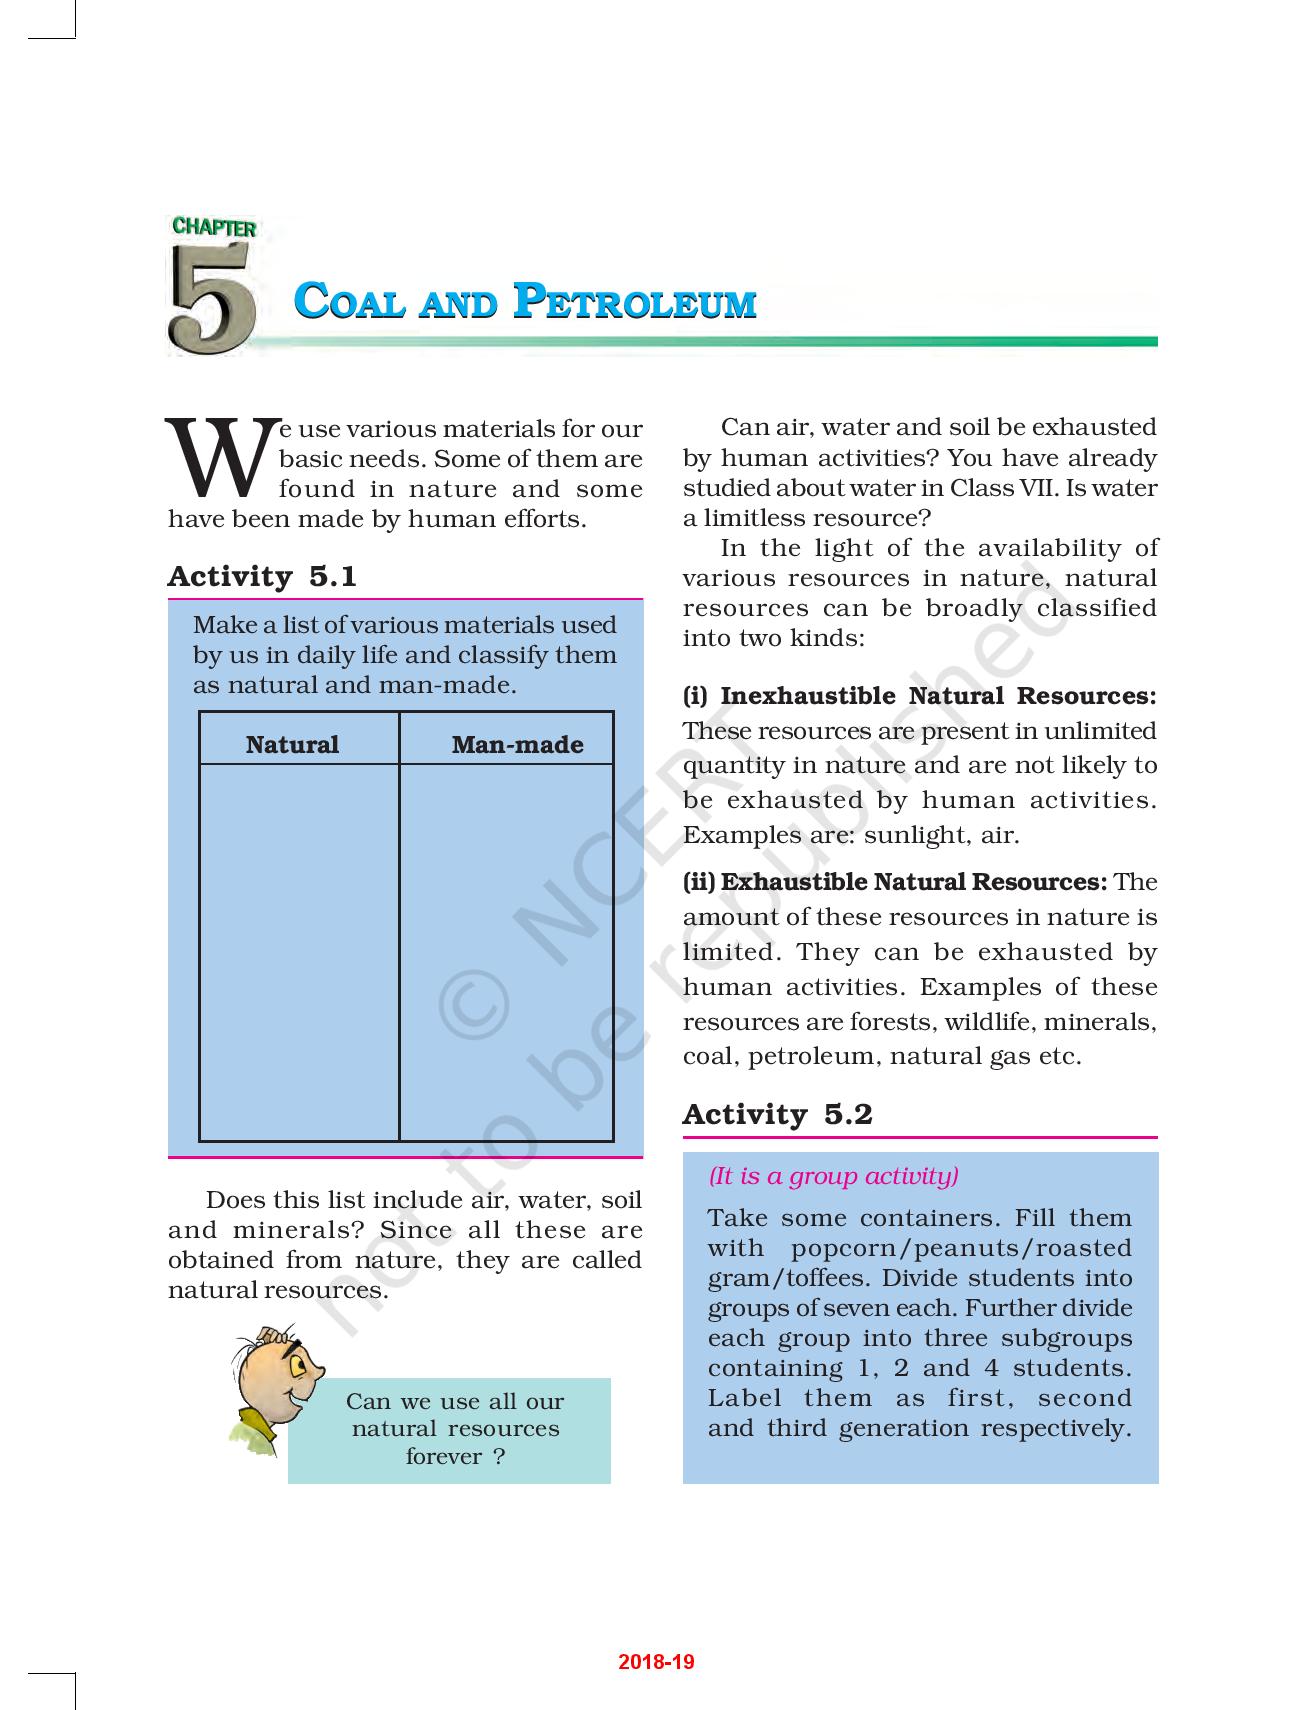 CHAPTER
5
COAL AND PETROLEUM
We use various materials for our
basic needs. Some of them are
found in nature and some
have been made by human efforts.
Activity 5.1
Make a list of various materials used
by us in daily life and classify them
as natural and man-made.
Natural Man-made
Does this list include air, water, soil
and minerals? Since all these are
obtained from nature, they are called
natural resources.
Can we use all our
natural resources
forever ?
Can air, water and soil be exhausted
by human activities? You have already
studied about water in Class VII. Is water
a limitless resource?
In the light of the availability of
various resources in nature, natural
resources can be broadly classified
into two kinds:
(i) Inexhaustible Natural Resources:
These resources are present in unlimited
quantity in nature and are not likely to
be exhausted by human activities.
Examples are: sunlight, air.
(ii) Exhaustible Natural Resources: The
amount of these resources in nature is
limited. They can be exhausted by
human activities. Examples of these
resources are forests, wildlife, minerals,
coal, petroleum, natural gas etc.
Activity 5.2
(It is a group activity)
Take some containers. Fill them
with popcorn/peanuts/roasted
gram/toffees. Divide students into
groups of seven each. Further divide
each group into three subgroups
containing 1, 2 and 4 students.
Label them as first, second
and third generation respectively.
© NCERT
not to be republished
2018-19